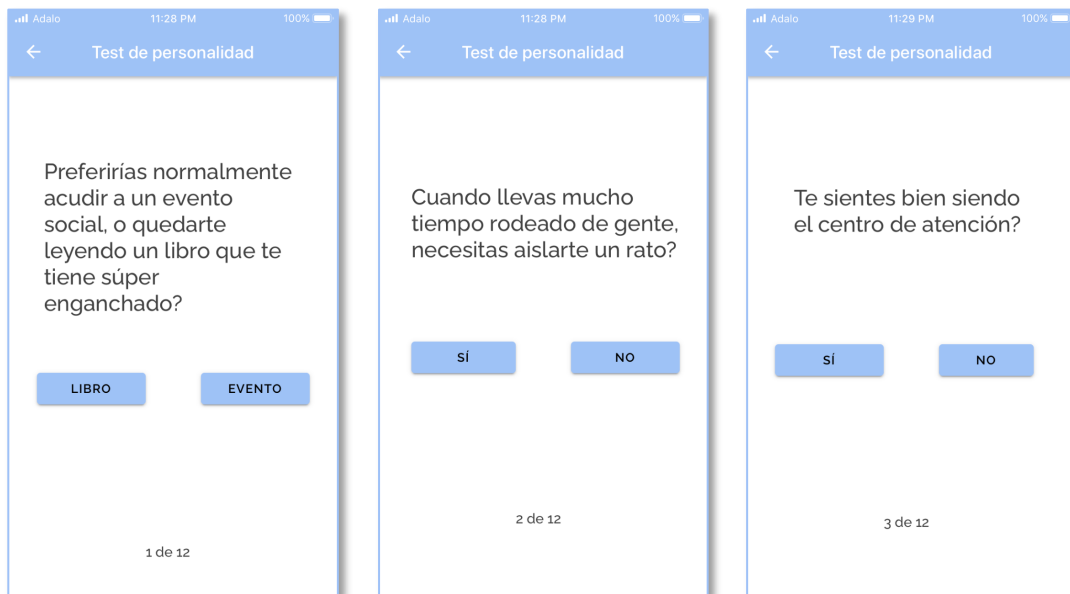 Adalo 11:28 PM 100%
Test de personalidad
Preferirías normalmente
acudir a un evento
social, o quedarte
leyendo un libro que te
tiene súper
enganchado?
LIBRO EVENTO
1 de 12
Adalo 11:28 PM 100%
Test de personalidad
Cuando llevas mucho
tiempo rodeado de gente,
necesitas aislarte un rato?
SÍ NO
2 de 12
Adalo 11:29 PM 100%
Test de personalidad
Te sientes bien siendo
el centro de atención?
SÍ NO
3 de 12